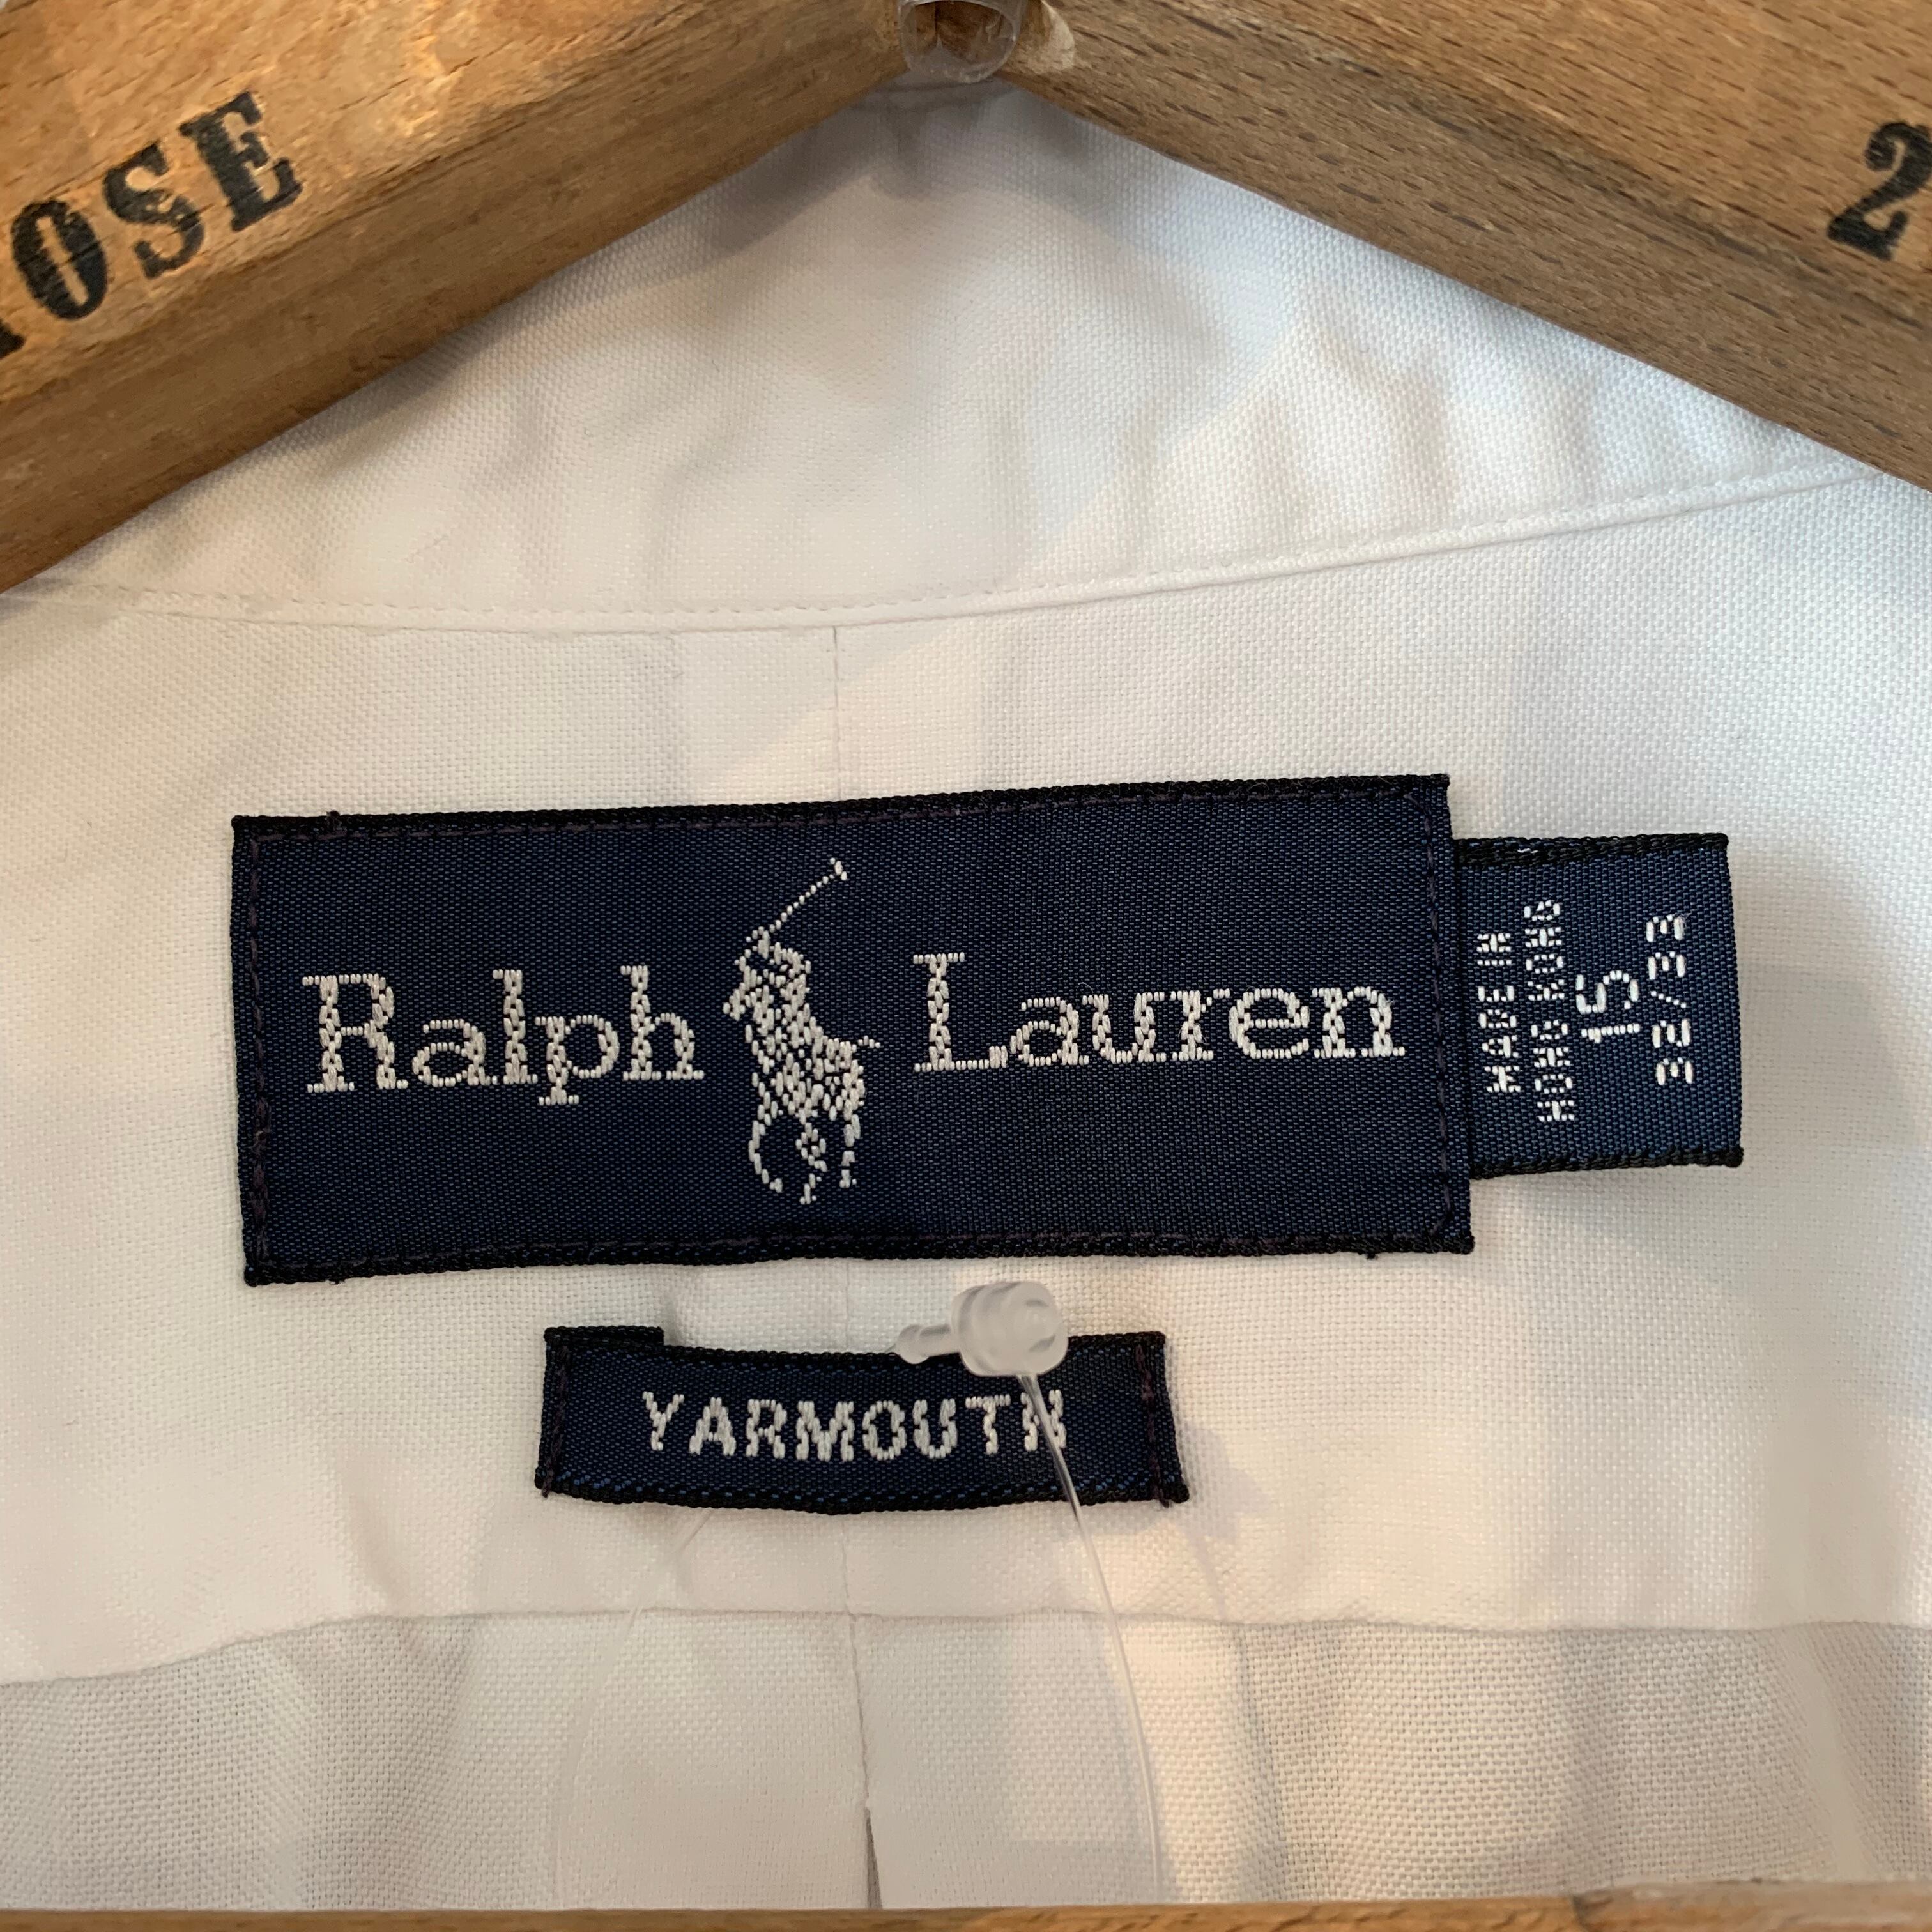 OSE
2
Ralph Lauren
MADE IN
HONG KONG
15
32/33
YARMOUTH